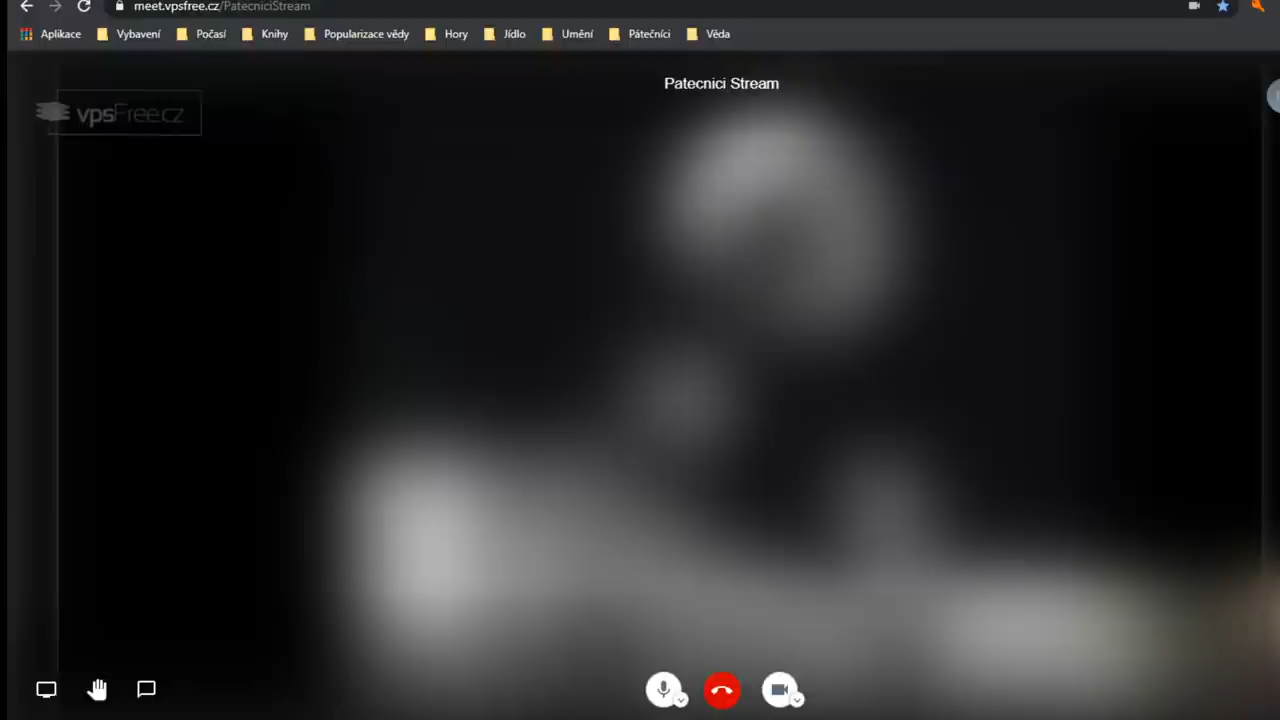 meet.vpsfree.cz/PatecniciStream
Aplikace Vybavení Počasí Knihy Popularizace vědy Hory Jídlo Umění Pátečníci Věda
Patecnici Stream
vpsFree.cz